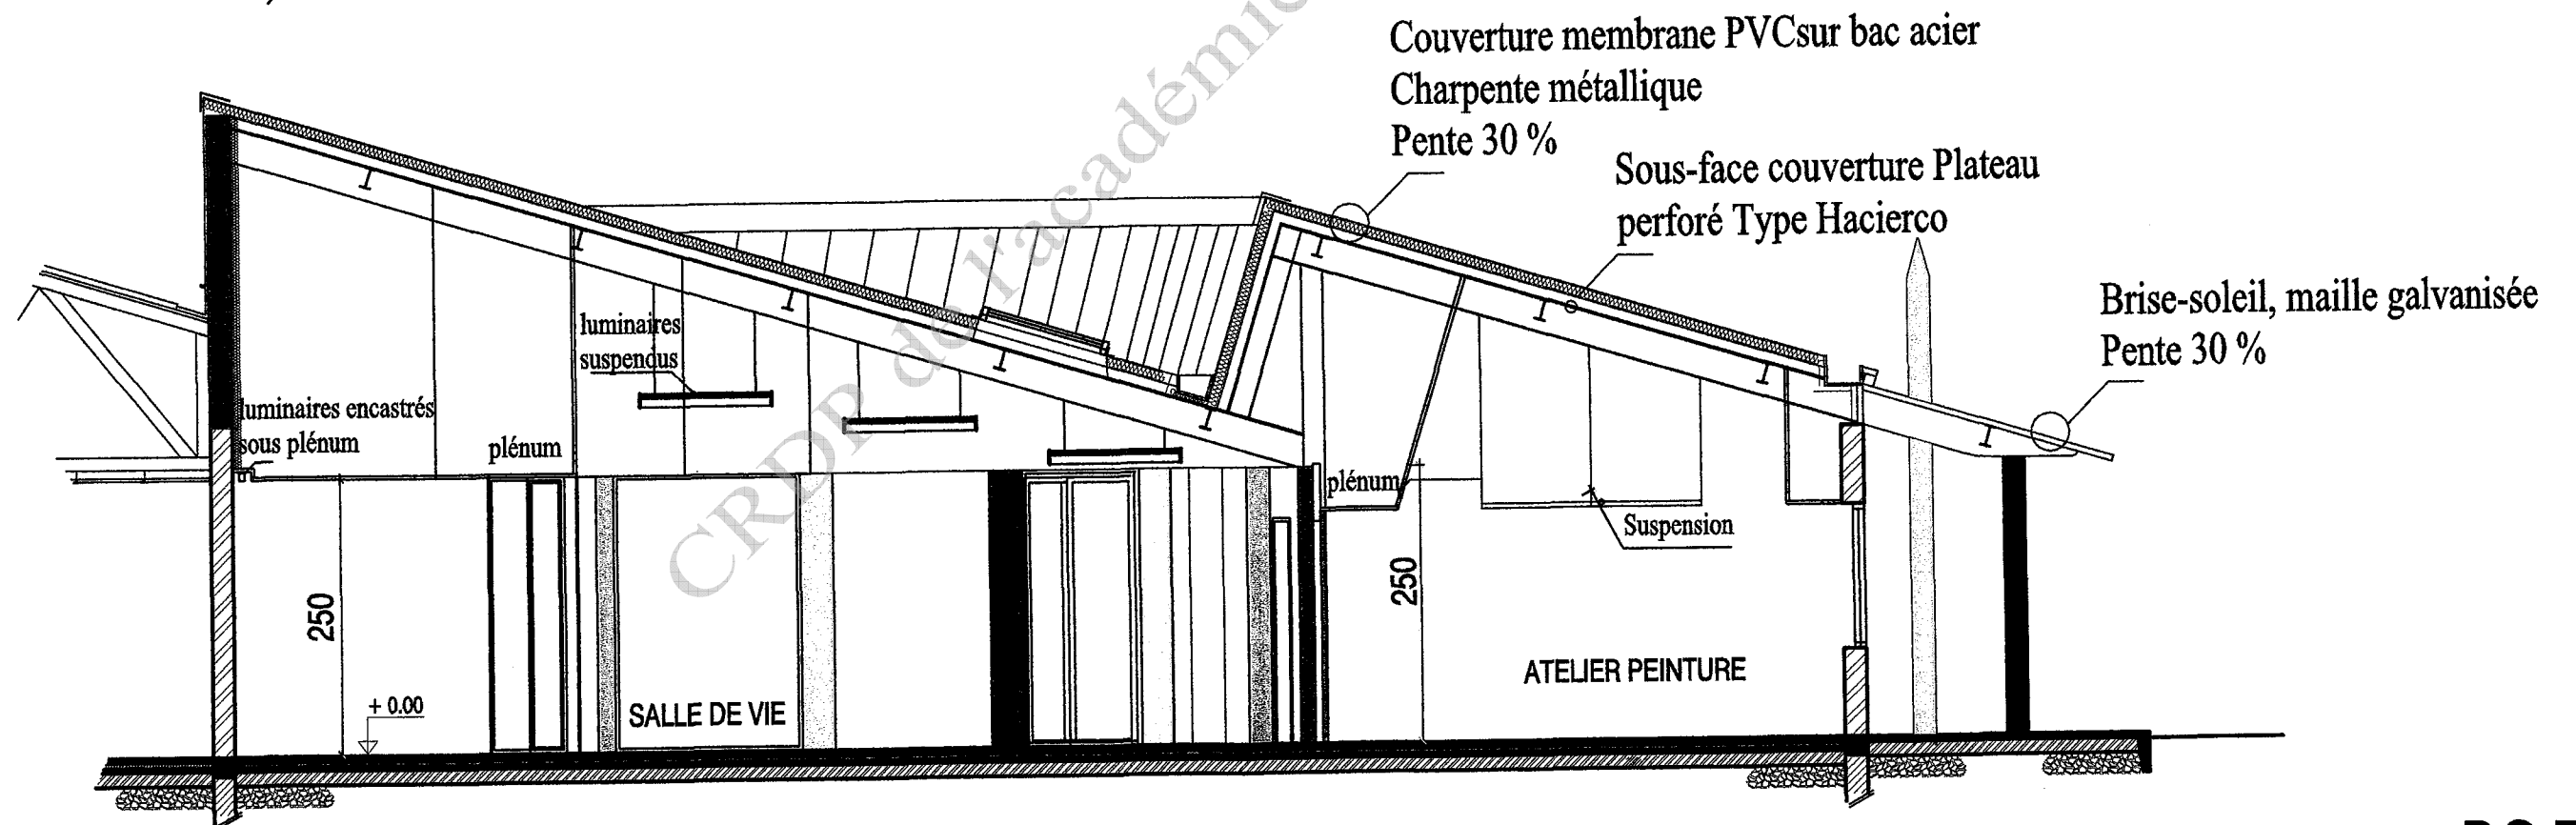 Couverture membrane PVCsur bac acier
Charpente métallique
Pente 30 %
Sous-face couverture Plateau
perforé Type Hacierco
Brise-soleil, maille galvanisée
Pente 30 %
luminaires
suspendus
luminaires encastrés
sous plénum
plénum
plénum
Suspension
250
250
+ 0.00
SALLE DE VIE
ATELIER PEINTURE
CRDP de l'académie